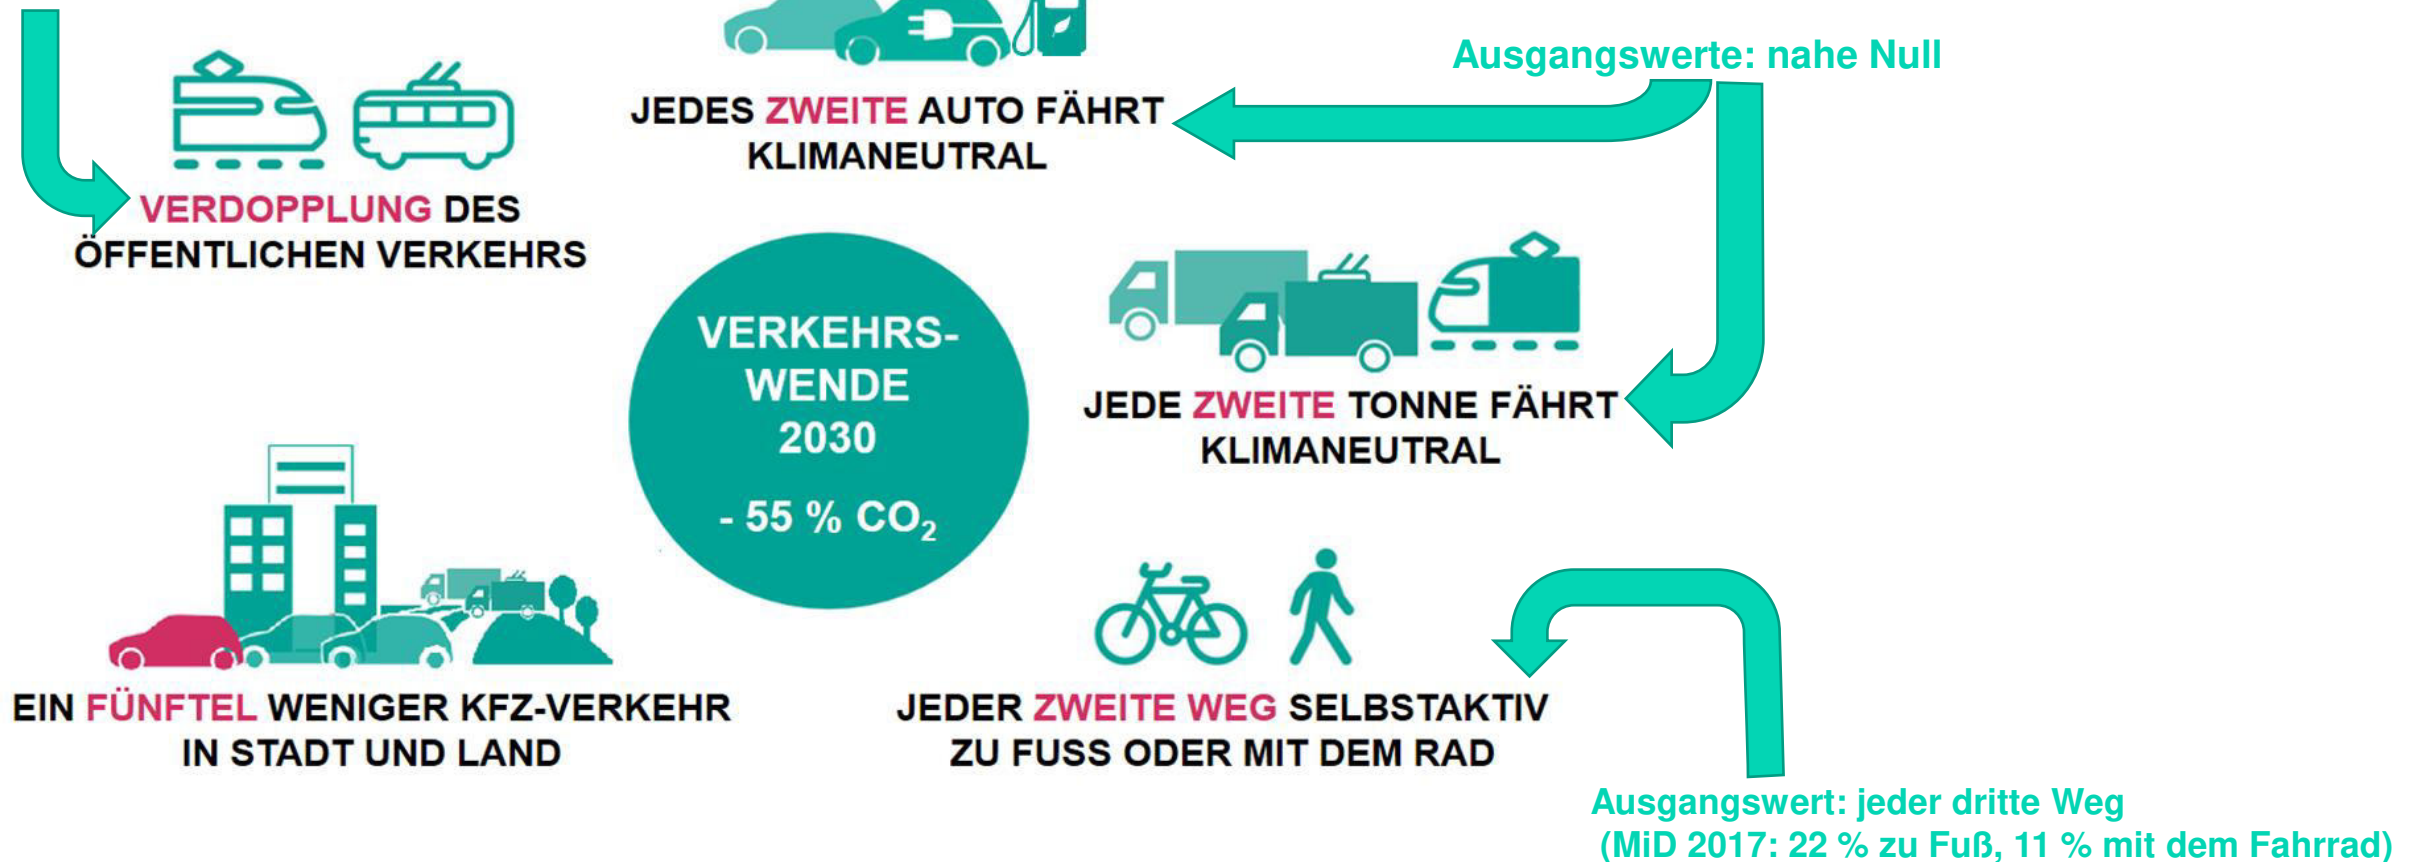 Ausgangswerte: nahe Null
JEDES ZWEITE AUTO FÄHRT
KLIMANEUTRAL
VERDOPPLUNG DES
ÖFFENTLICHEN VERKEHRS
VERKEHRS-
WENDE
2030
- 55 % CO₂
JEDE ZWEITE TONNE FÄHRT
KLIMANEUTRAL
EIN FÜNFTEL WENIGER KFZ-VERKEHR
IN STADT UND LAND
JEDER ZWEITE WEG SELBSTAKTIV
ZU FUSS ODER MIT DEM RAD
Ausgangswert: jeder dritte Weg
(MiD 2017: 22 % zu Fuß, 11 % mit dem Fahrrad)